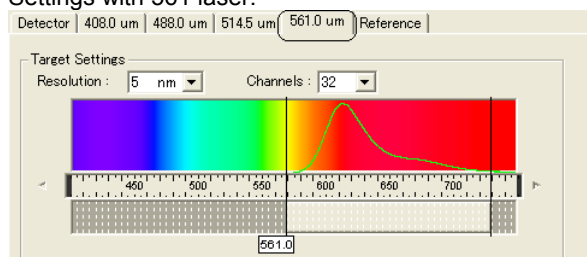 Settings with 561 laser.
Detector 408.0 um 488.0 um 514.5 um 561.0 um Reference
Target Settings
Resolution : 5 nm Channels : 32
450 500 550 600 650 700
561.0